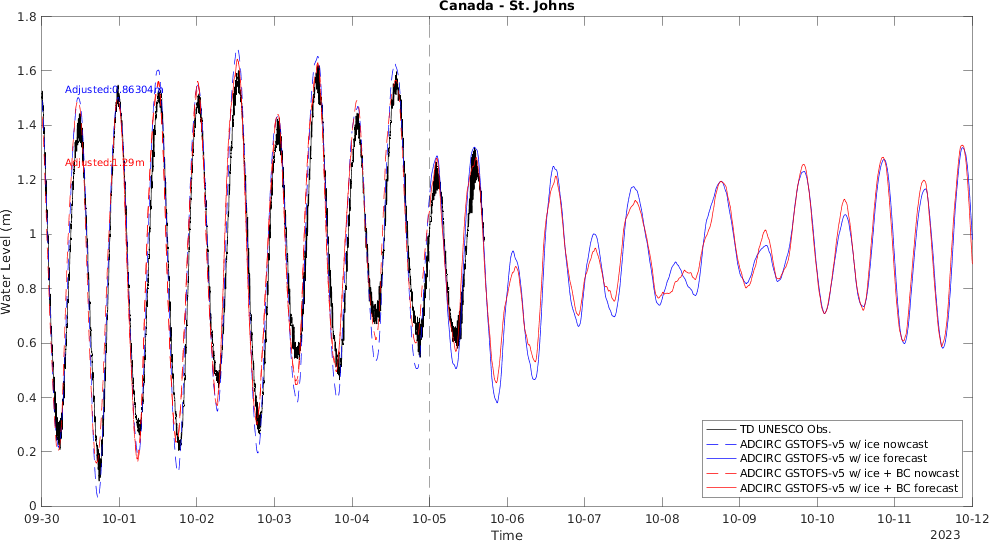 Canada - St. Johns
Water Level (m)
1.8
1.6
1.4
1.2
1
0.8
0.6
0.4
0.2
0
Adjusted:0.86304m
Adjusted:1.29m
TD UNESCO Obs.
ADCIRC GSTOFS-v5 w/ ice nowcast
ADCIRC GSTOFS-v5 w/ ice forecast
ADCIRC GSTOFS-v5 w/ ice + BC nowcast
ADCIRC GSTOFS-v5 w/ ice + BC forecast
09-30 10-01 10-02 10-03 10-04 10-05 10-06 10-07 10-08 10-09 10-10 10-11 10-12
Time
2023